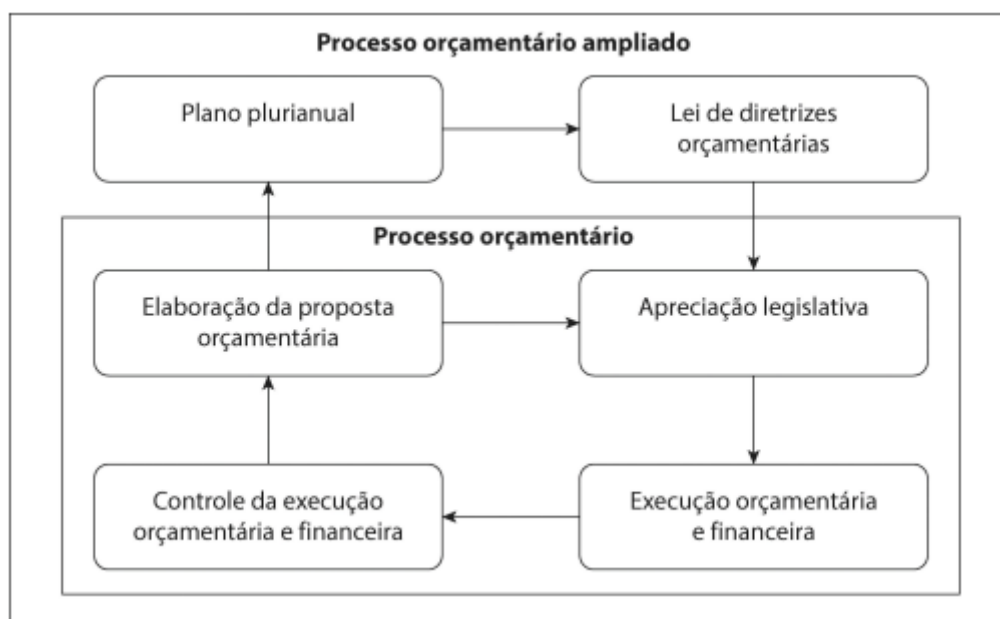 Processo orçamentário ampliado
Plano plurianual
Lei de diretrizes
orçamentárias
Processo orçamentário
Elaboração da proposta
orçamentária
Apreciação legislativa
Controle da execução
orçamentária e financeira
Execução orçamentária
e financeira